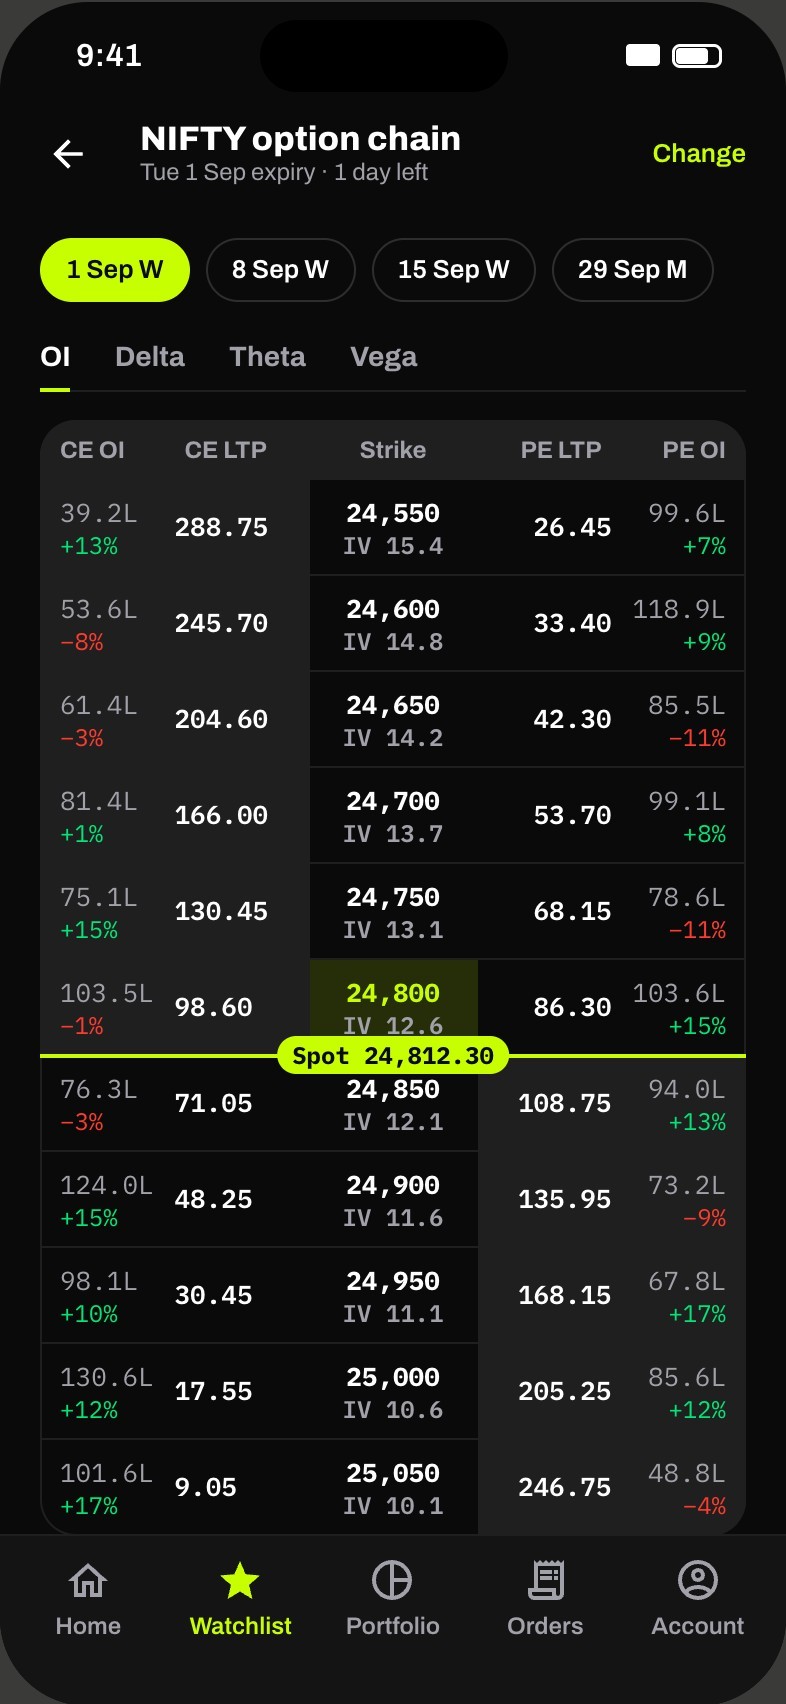 9:41
NIFTY option chain
Tue 1 Sep expiry · 1 day left
Change
1 Sep W 8 Sep W 15 Sep W 29 Sep M
OI Delta Theta Vega
CE OI CE LTP Strike PE LTP PE OI
39.2L 288.75 24,550 26.45 99.6L
+13% IV 15.4 +7%
53.6L 245.70 24,600 33.40 118.9L
−8% IV 14.8 +9%
61.4L 204.60 24,650 42.30 85.5L
−3% IV 14.2 −11%
81.4L 166.00 24,700 53.70 99.1L
+1% IV 13.7 +8%
75.1L 130.45 24,750 68.15 78.6L
+15% IV 13.1 −11%
103.5L 98.60 24,800 86.30 103.6L
−1% IV 12.6 +15%
Spot 24,812.30
76.3L 71.05 24,850 108.75 94.0L
−3% IV 12.1 +13%
124.0L 48.25 24,900 135.95 73.2L
+15% IV 11.6 −9%
98.1L 30.45 24,950 168.15 67.8L
+10% IV 11.1 +17%
130.6L 17.55 25,000 205.25 85.6L
+12% IV 10.6 +12%
101.6L 9.05 25,050 246.75 48.8L
+17% IV 10.1 −4%
Home Watchlist Portfolio Orders Account